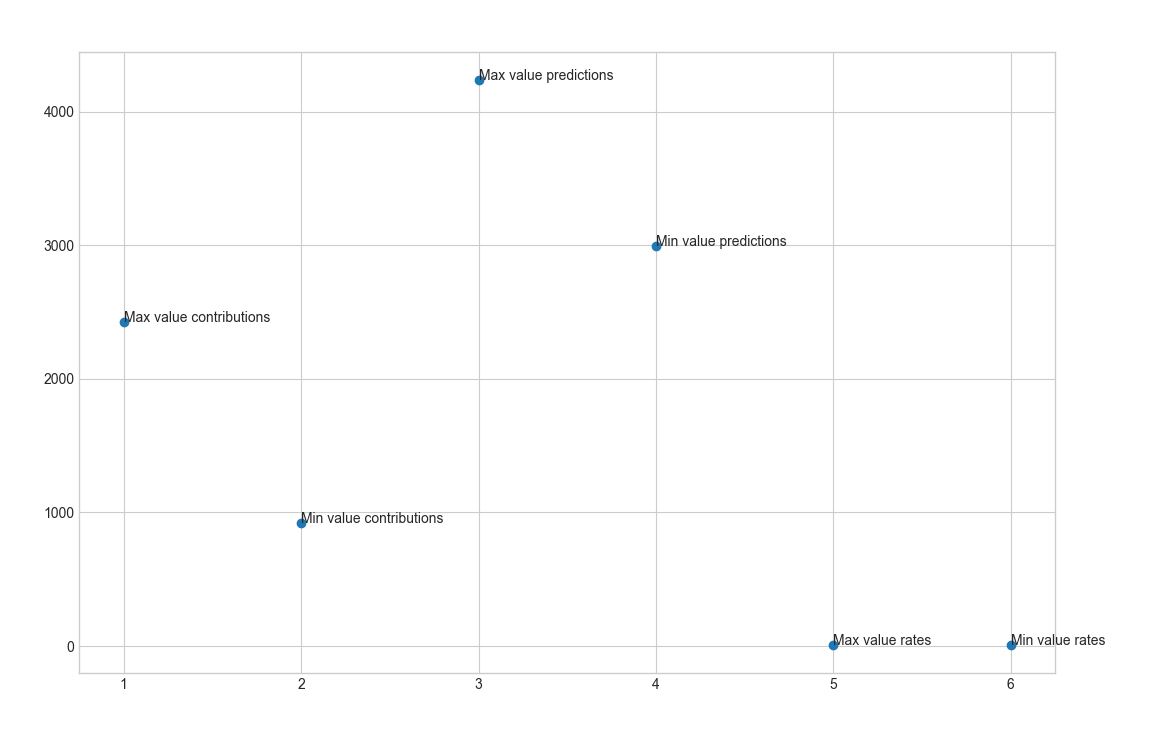 Max value predictions
4000
3000
Min value predictions
Max value contributions
2000
1000
Min value contributions
Max value rates
Min value rates
0
1 2 3 4 5 6